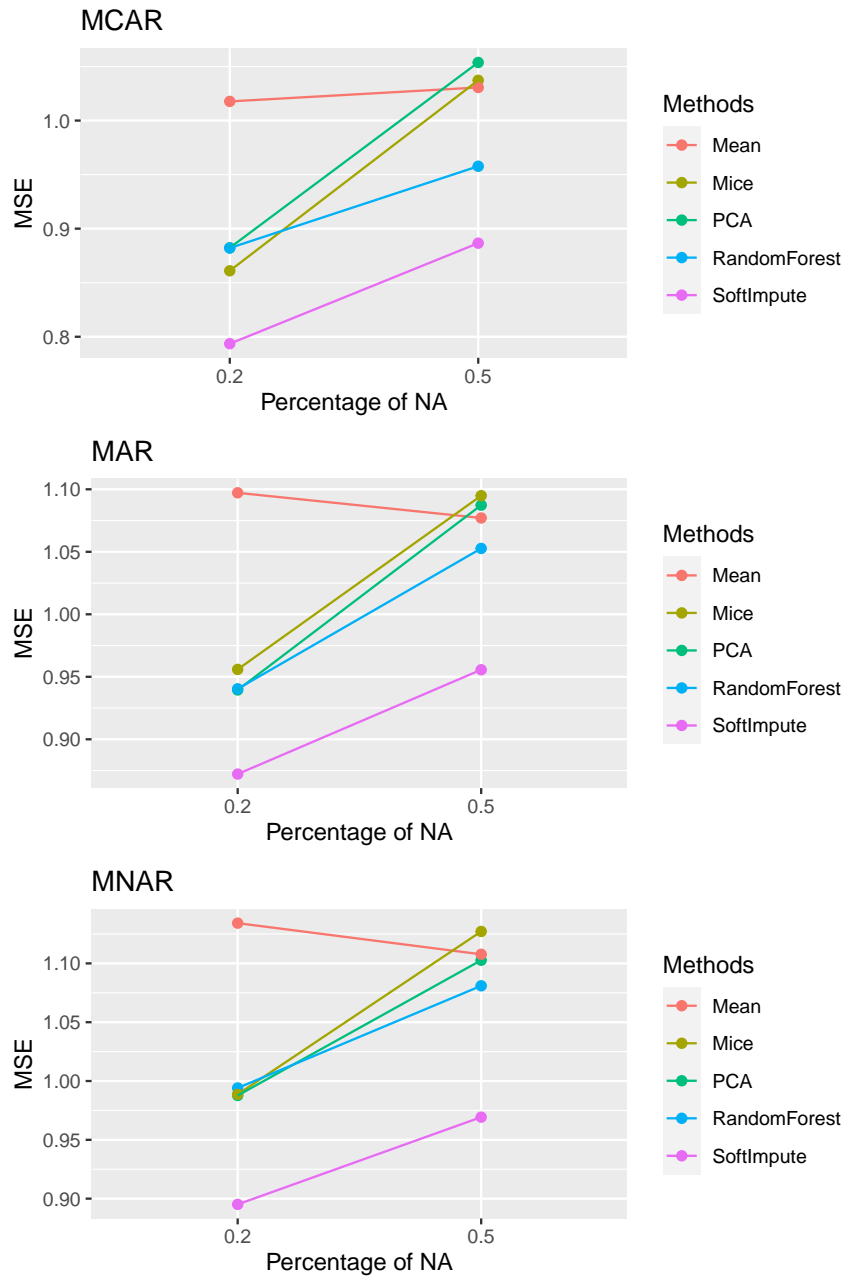 MCAR
1.0
0.9
0.8
MSE
0.2 0.5
Percentage of NA
Methods
Mean
Mice
PCA
RandomForest
SoftImpute
MAR
1.10
1.05
1.00
0.95
0.90
MSE
0.2 0.5
Percentage of NA
Methods
Mean
Mice
PCA
RandomForest
SoftImpute
MNAR
1.10
1.05
1.00
0.95
0.90
MSE
0.2 0.5
Percentage of NA
Methods
Mean
Mice
PCA
RandomForest
SoftImpute